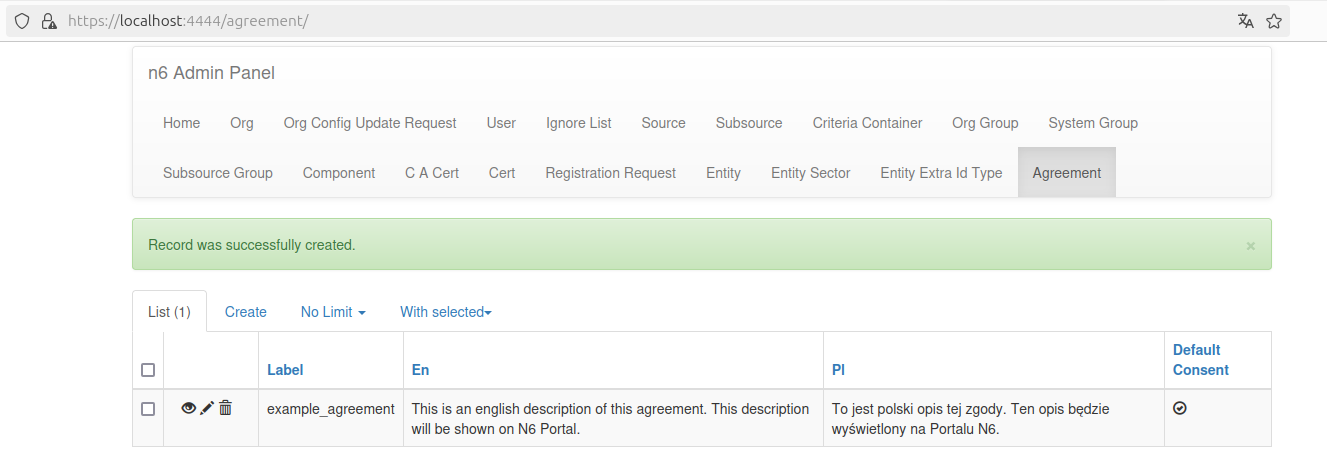 https://localhost:4444/agreement/
n6 Admin Panel
Home Org Org Config Update Request User Ignore List Source Subsource Criteria Container Org Group System Group
Subsource Group Component C A Cert Cert Registration Request Entity Entity Sector Entity Extra Id Type Agreement
Record was successfully created. ×
List (1) Create No Limit With selected
Label En Pl Default Consent
example_agreement This is an english description of this agreement. This description will be shown on N6 Portal. To jest polski opis tej zgody. Ten opis będzie wyświetlony na Portalu N6.